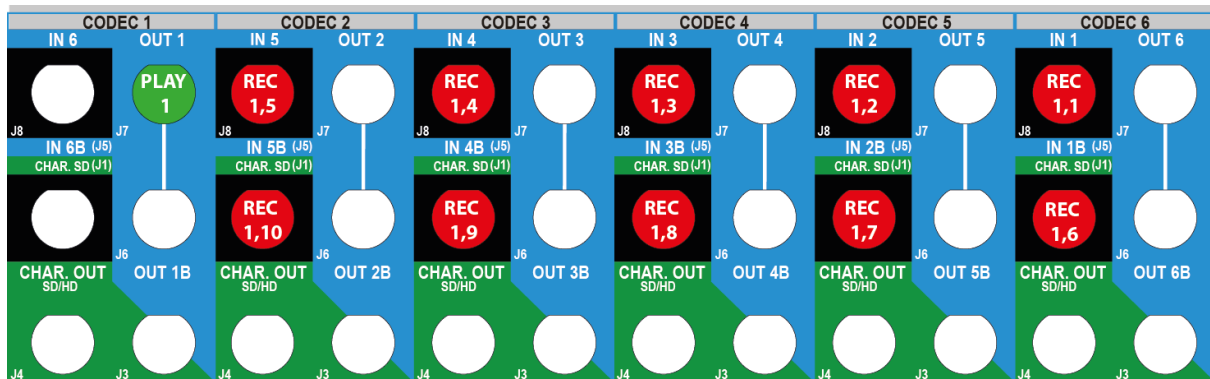 CODEC 1 CODEC 2 CODEC 3 CODEC 4 CODEC 5 CODEC 6
IN 6 OUT 1 IN 5 OUT 2 IN 4 OUT 3 IN 3 OUT 4 IN 2 OUT 5 IN 1 OUT 6
PLAY REC REC REC REC REC
1 1,5 1,4 1,3 1,2 1,1
J8 J7 J8 J7 J8 J7 J8 J7 J8 J7 J8 J7
IN 6B (J5) IN 5B (J5) IN 4B (J5) IN 3B (J5) IN 2B (J5) IN 1B (J5)
CHAR. SD (J1) CHAR. SD (J1) CHAR. SD (J1) CHAR. SD (J1) CHAR. SD (J1) CHAR. SD (J1)
REC REC REC REC REC
1,10 1,9 1,8 1,7 1,6
J6 J6 J6 J6 J6 J6
CHAR. OUT OUT 1B CHAR. OUT OUT 2B CHAR. OUT OUT 3B CHAR. OUT OUT 4B CHAR. OUT OUT 5B CHAR. OUT OUT 6B
SD/HD SD/HD SD/HD SD/HD SD/HD SD/HD
J4 J3 J4 J3 J4 J3 J4 J3 J4 J3 J4 J3